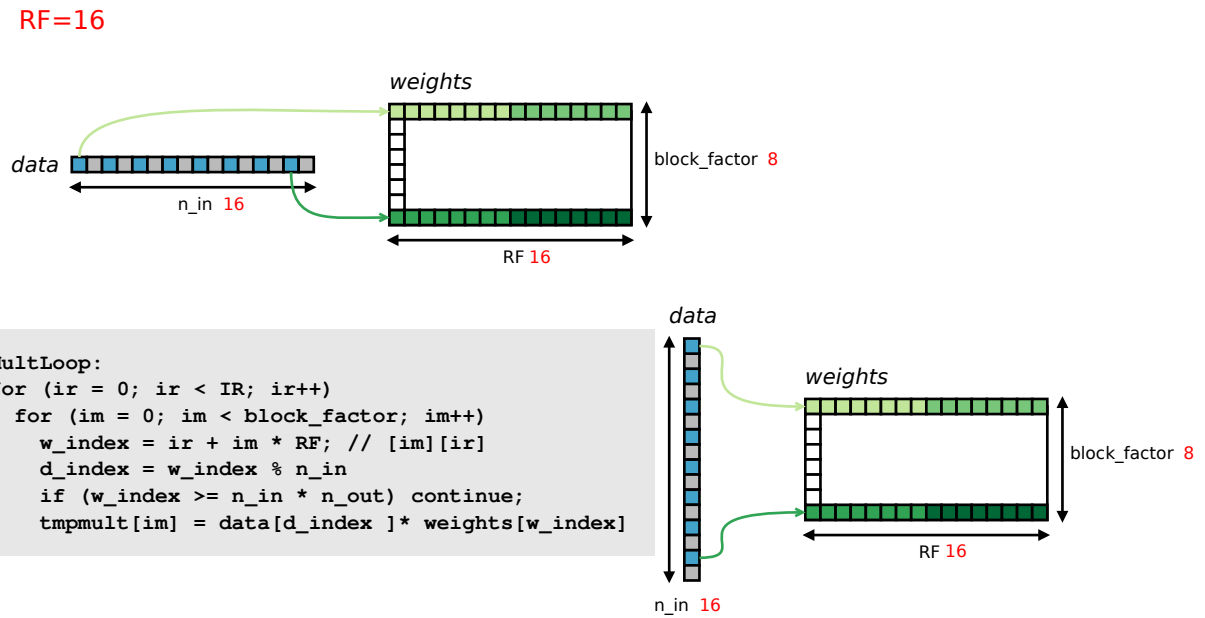 RF=16
weights
data
n_in 16
block_factor 8
RF 16
MultLoop:
for (ir = 0; ir < IR; ir++)
for (im = 0; im < block_factor; im++)
w_index = ir + im * RF; // [im][ir]
d_index = w_index % n_in
if (w_index >= n_in * n_out) continue;
tmpmult[im] = data[d_index ]* weights[w_index]
data
weights
block_factor 8
RF 16
n_in 16